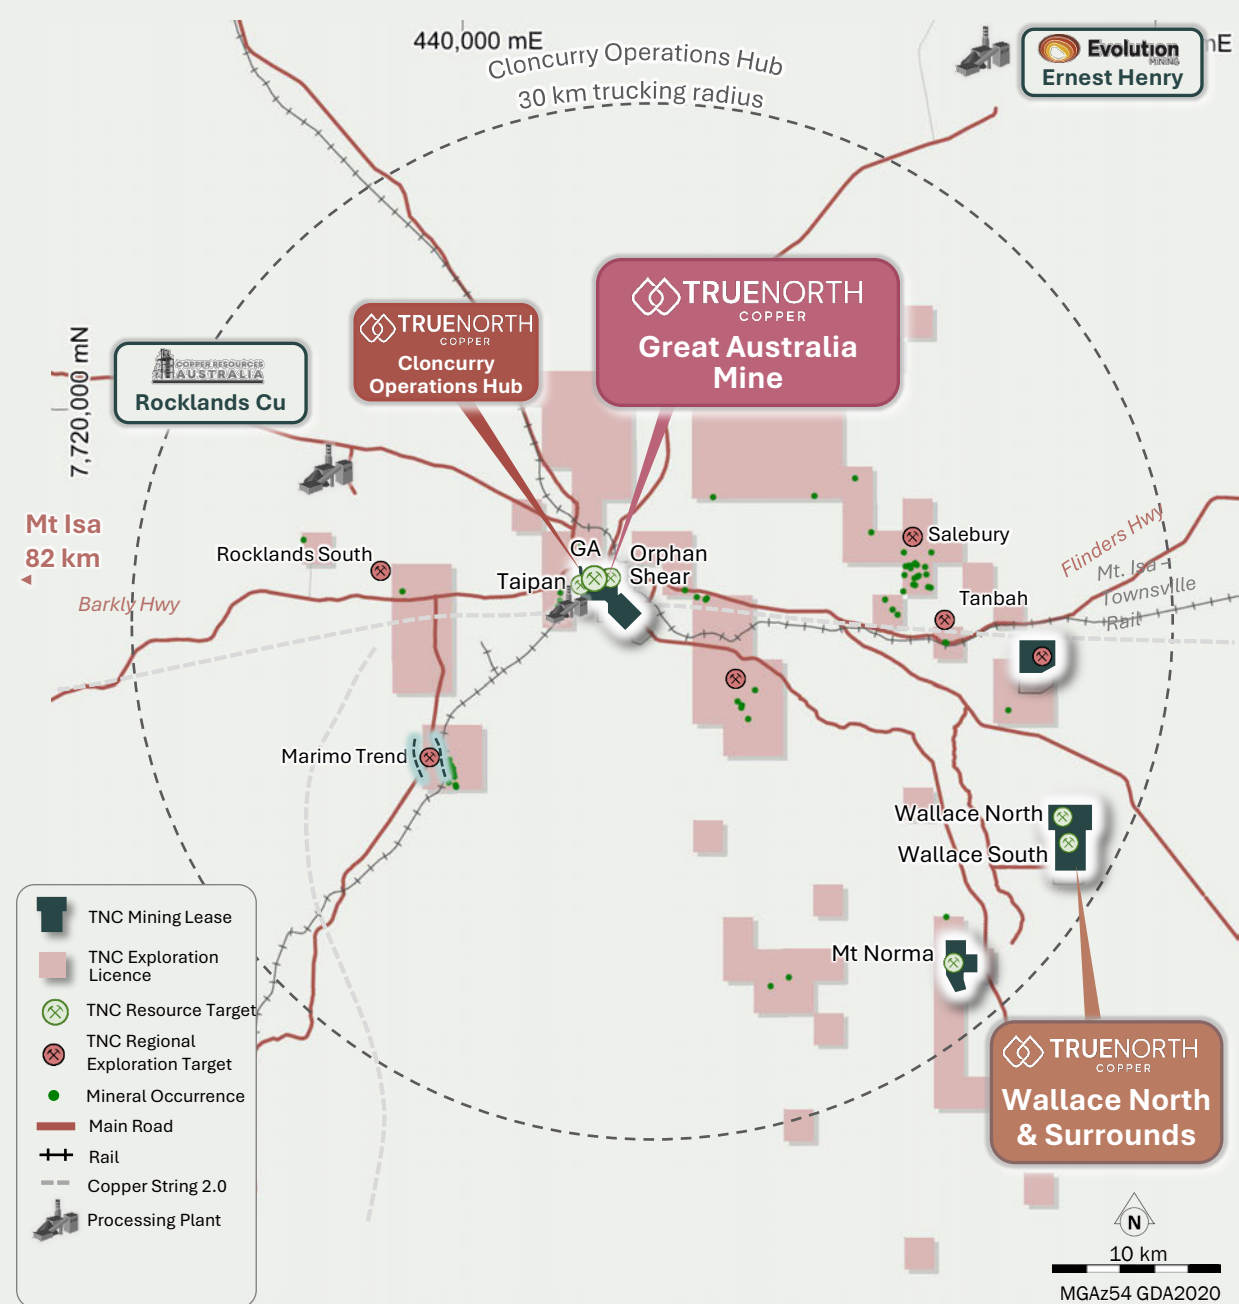 440,000 mE
mE
Cloncurry Operations Hub
30 km trucking radius
Evolution
MINING
Ernest Henry
7,720,000 mN
COPPER RESOURCES
AUSTRALIA
Rocklands Cu
TRUENORTH
COPPER
Cloncurry
Operations Hub
TRUENORTH
COPPER
Great Australia
Mine
Mt Isa
82 km
Barkly Hwy
Rocklands South
Taipan
GA
Orphan
Shear
Salebury
Tanbah
Flinders Hwy
Mt. Isa -
Townsville
Rail
Marimo Trend
Wallace North
Wallace South
Mt Norma
TRUENORTH
COPPER
Wallace North
& Surrounds
TNC Mining Lease
TNC Exploration
Licence
TNC Resource Target
TNC Regional
Exploration Target
Mineral Occurrence
Main Road
Rail
Copper String 2.0
Processing Plant
N
10 km
MGAz54 GDA2020